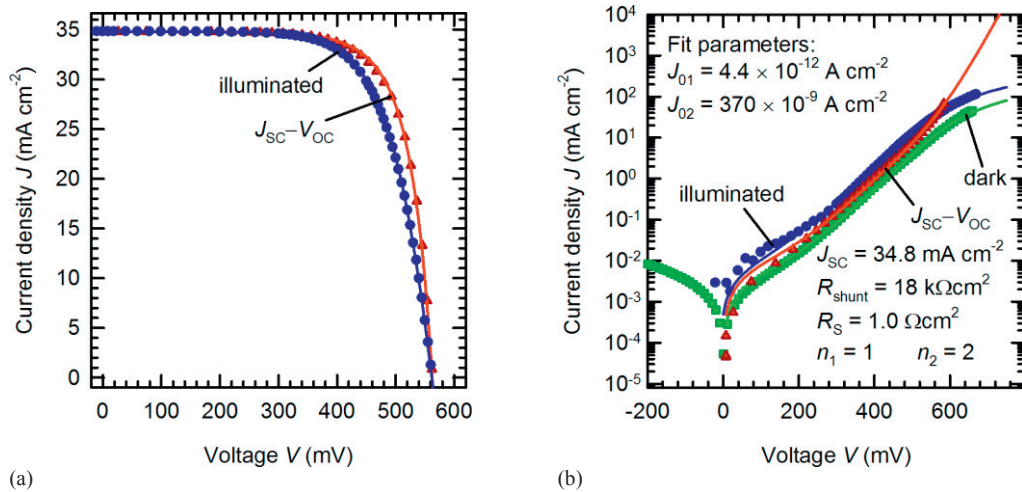 35
30
25
20
15
10
5
0
Current density J (mA cm⁻²)
illuminated
J_SC–V_OC
0 100 200 300 400 500 600
Voltage V (mV)
(a)
10⁴
10³
10²
10¹
10⁰
10⁻¹
10⁻²
10⁻³
10⁻⁴
10⁻⁵
Current density J (mA cm⁻²)
Fit parameters:
J₀₁ = 4.4 × 10⁻¹² A cm⁻²
J₀₂ = 370 × 10⁻⁹ A cm⁻²
illuminated
dark
J_SC–V_OC
J_SC = 34.8 mA cm⁻²
R_shunt = 18 kΩcm²
R_S = 1.0 Ωcm²
n₁ = 1 n₂ = 2
-200 0 200 400 600
Voltage V (mV)
(b)